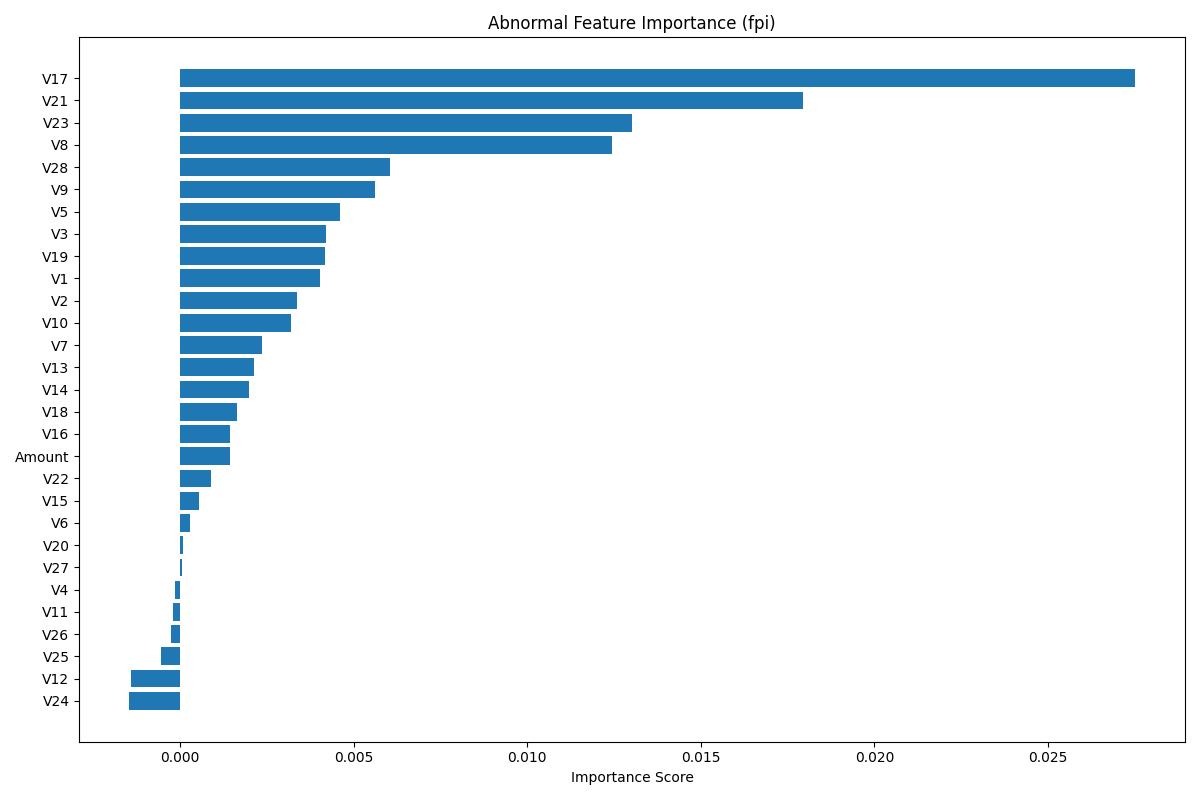 Abnormal Feature Importance (fpi)
V17
V21
V23
V8
V28
V9
V5
V3
V19
V1
V2
V10
V7
V13
V14
V18
V16
Amount
V22
V15
V6
V20
V27
V4
V11
V26
V25
V12
V24
0.000 0.005 0.010 0.015 0.020 0.025
Importance Score